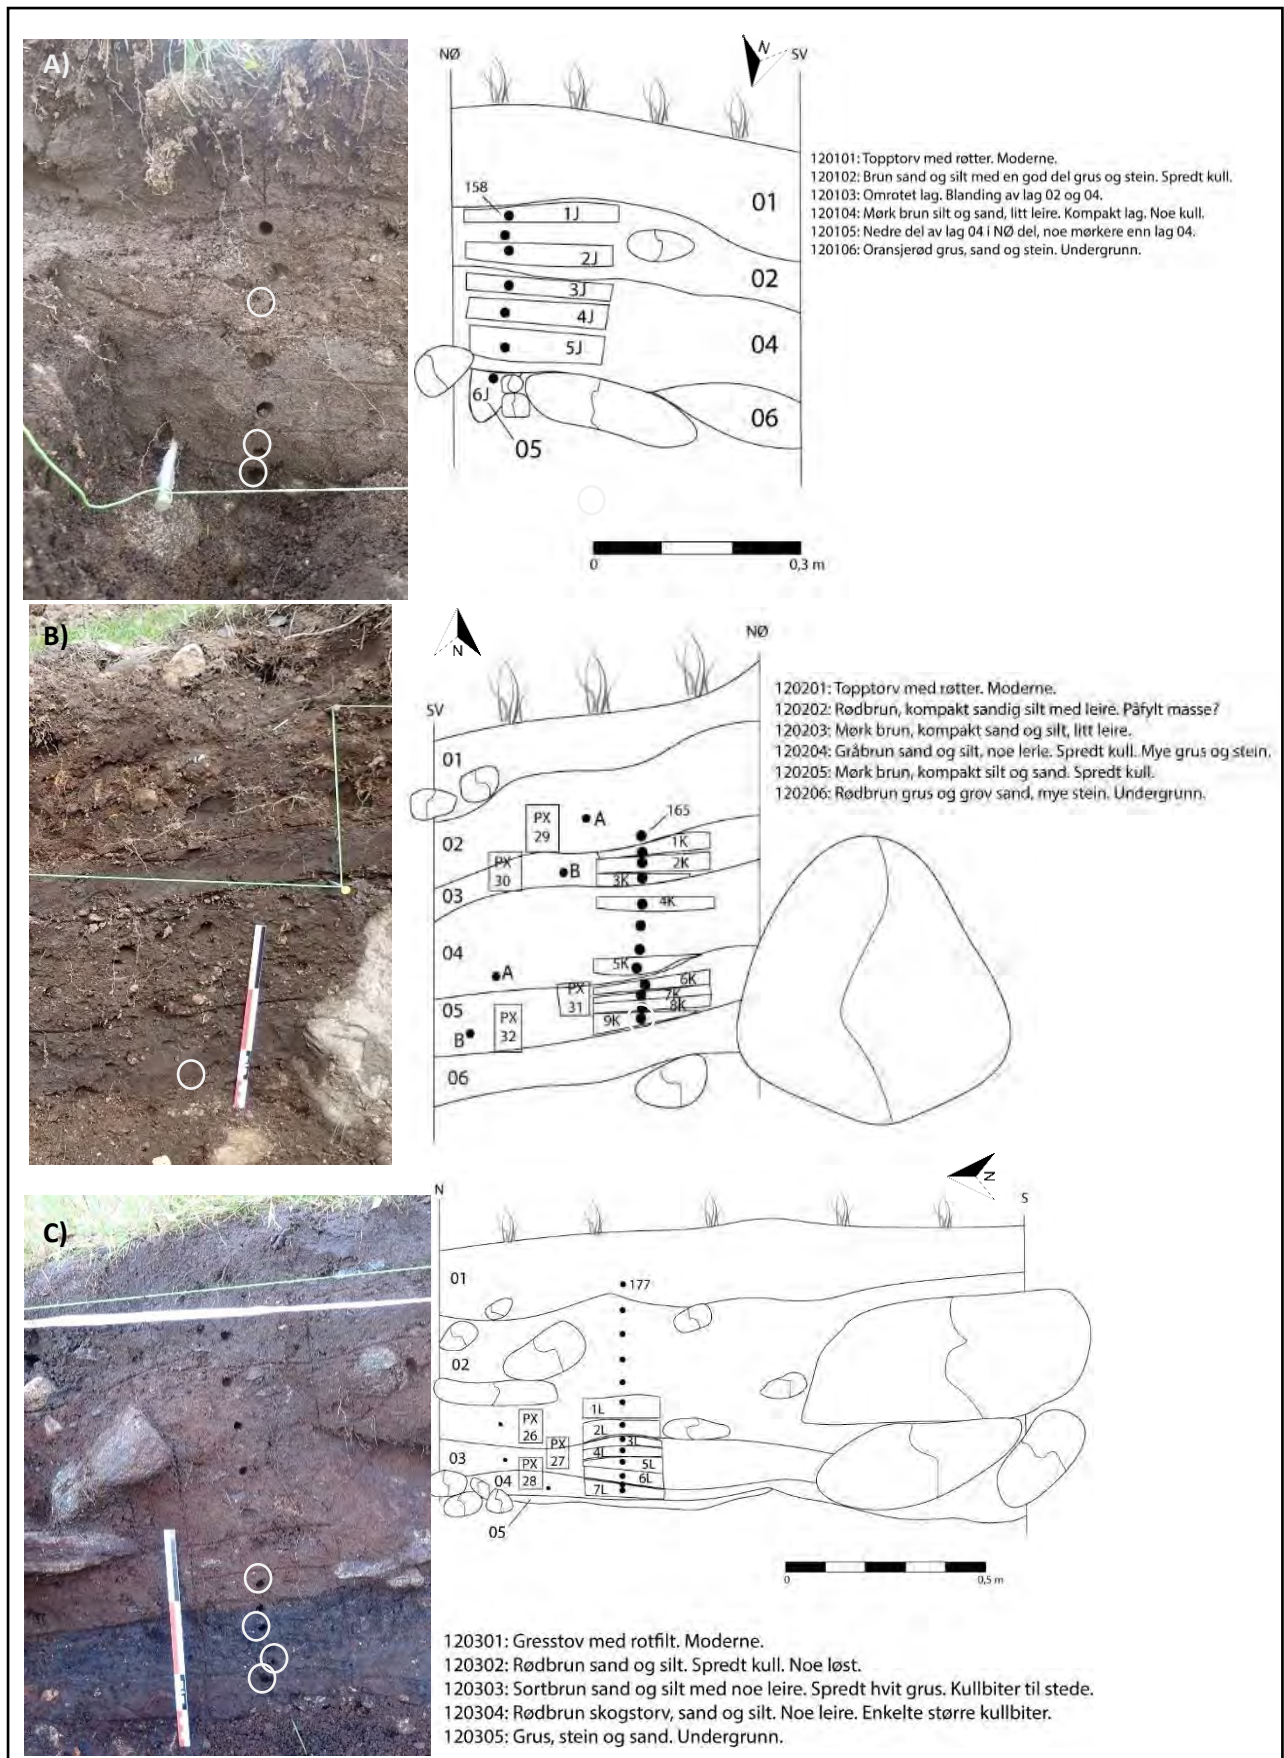 A)
NØ
N
SV
158
1J
2J
3J
4J
5J
6J
01
02
04
06
05
0
0,3 m
120101: Topptorv med røtter. Moderne.
120102: Brun sand og silt med en god del grus og stein. Spredt kull.
120103: Omrotet lag. Blanding av lag 02 og 04.
120104: Mørk brun silt og sand, litt leire. Kompakt lag. Noe kull.
120105: Nedre del av lag 04 i NØ del, noe mørkere enn lag 04.
120106: Oransjerød grus, sand og stein. Undergrunn.
B)
N
NØ
SV
01
02
03
04
05
06
PX
29
A
165
PX
30
B
1K
2K
3K
4K
5K
6K
7K
8K
9K
A
PX
31
B
PX
32
120201: Topptorv med røtter. Moderne.
120202: Rødbrun, kompakt sandig silt med leire. Påfylt masse?
120203: Mørk brun, kompakt sand og silt, litt leire.
120204: Gråbrun sand og silt, noe lerle. Spredt kull. Mye grus og stein.
120205: Mørk brun, kompakt silt og sand. Spredt kull.
120206: Rødbrun grus og grov sand, mye stein. Undergrunn.
C)
N
N
S
01
177
02
03
04
05
PX
26
PX
27
PX
28
1L
2L
3L
4L
5L
6L
7L
0
0,5 m
120301: Gresstov med rotfilt. Moderne.
120302: Rødbrun sand og silt. Spredt kull. Noe løst.
120303: Sortbrun sand og silt med noe leire. Spredt hvit grus. Kullbiter til stede.
120304: Rødbrun skogstorv, sand og silt. Noe leire. Enkelte større kullbiter.
120305: Grus, stein og sand. Undergrunn.